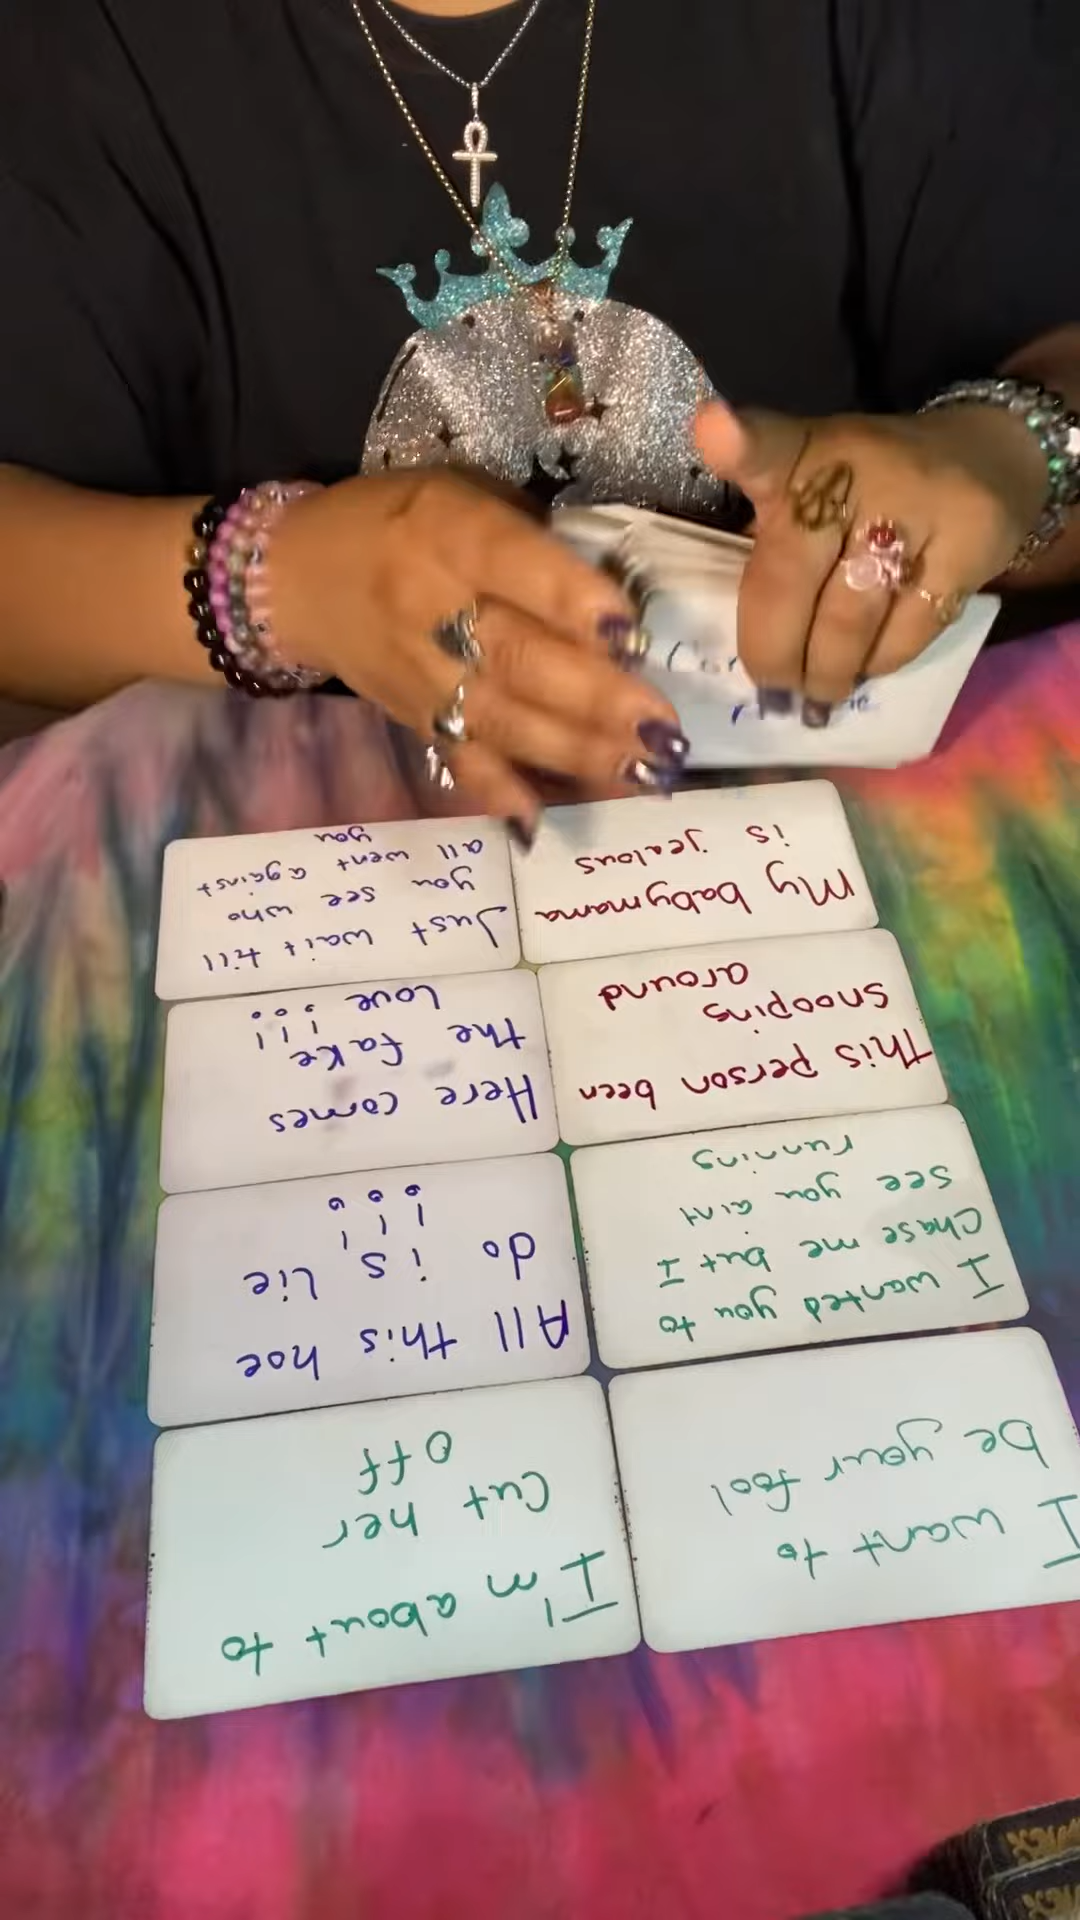 I want to
be your fool
I'm about to
cut her
off
I wanted you to
Chase me but I
see you aint
running
All this hoe
do is Lie
!!!
This person been
snooping
around
Here comes
the fake
Love !!!
My babymama
is jealous
Just wait till
you see who
all went against
you